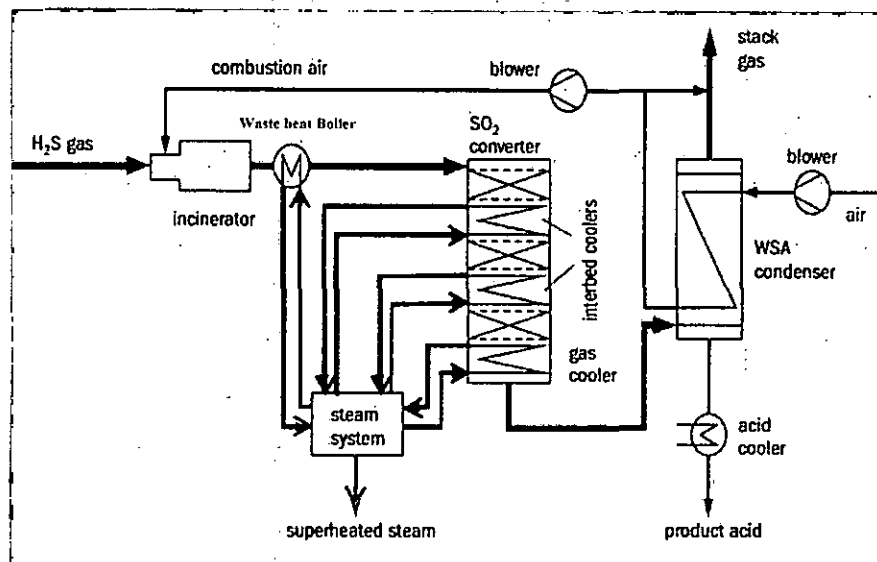 stack
gas
combustion air
blower
Waste heat Boller
SO2
converter
H2S gas
blower
incinerator
air
WSA
condenser
interbed coolers
gas
cooler
steam
system
acid
cooler
superheated steam
product acid